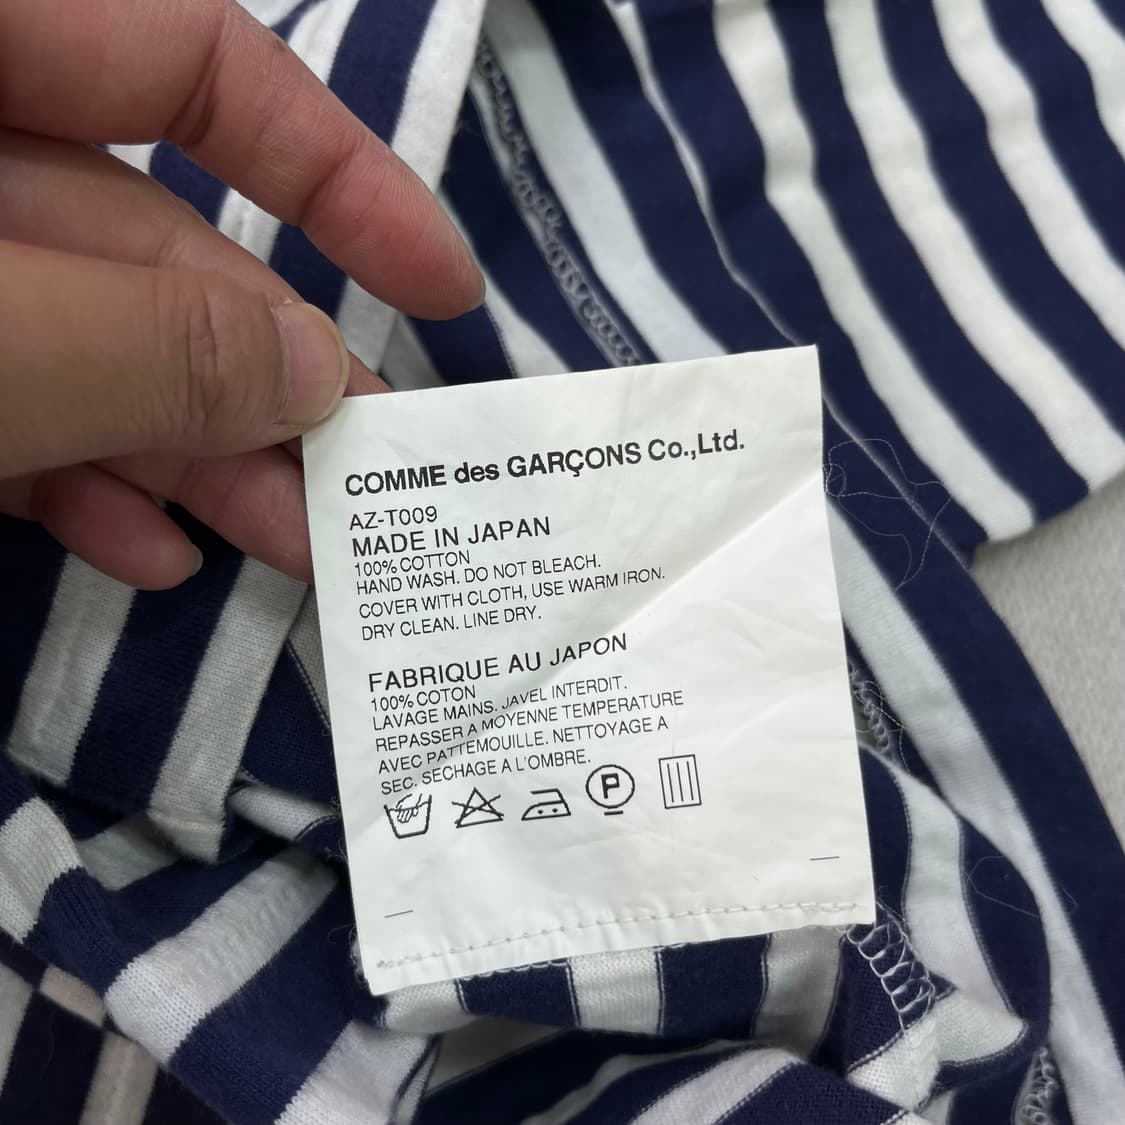 COMME des GARÇONS Co.,Ltd.
AZ-T009
MADE IN JAPAN
100% COTTON
HAND WASH. DO NOT BLEACH.
COVER WITH CLOTH, USE WARM IRON.
DRY CLEAN. LINE DRY.
FABRIQUE AU JAPON
100% COTON
LAVAGE MAINS. JAVEL INTERDIT.
REPASSER A MOYENNE TEMPERATURE
AVEC PATTEMOUILLE. NETTOYAGE A
SEC. SECHAGE A L'OMBRE.
P